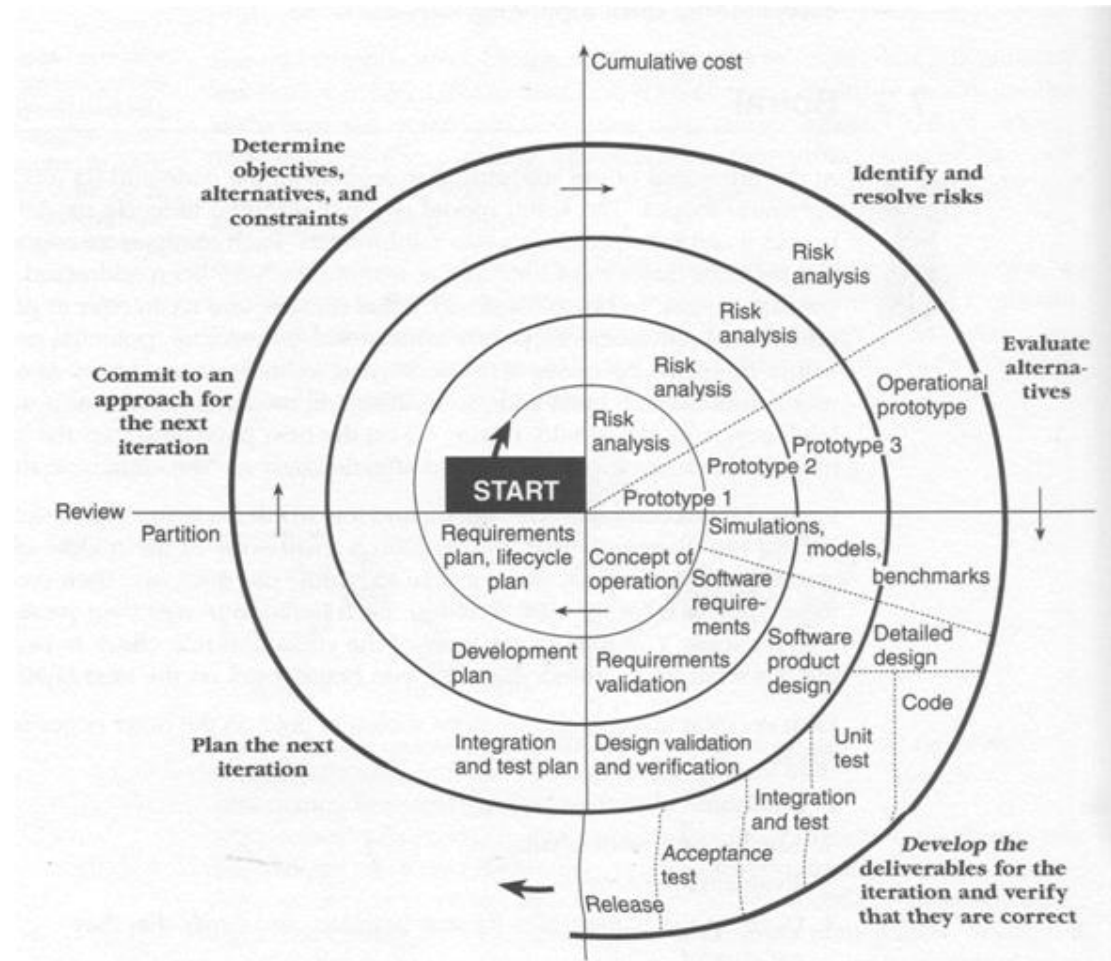 Cumulative cost
Determine
objectives,
alternatives, and
constraints
Identify and
resolve risks
Risk
analysis
Risk
analysis
Risk
analysis
Risk
analysis
Evaluate
alterna-
tives
Commit to an
approach for
the next
iteration
Operational
prototype
Prototype 3
Prototype 2
Prototype 1
START
Review
Partition
Requirements
plan, lifecycle
plan
Concept of
operation
Simulations,
models,
benchmarks
Software
require-
ments
Software
product
design
Detailed
design
Development
plan
Requirements
validation
Code
Plan the next
iteration
Integration
and test plan
Design validation
and verification
Unit
test
Integration
and test
Acceptance
test
Release
Develop the
deliverables for the
iteration and verify
that they are correct